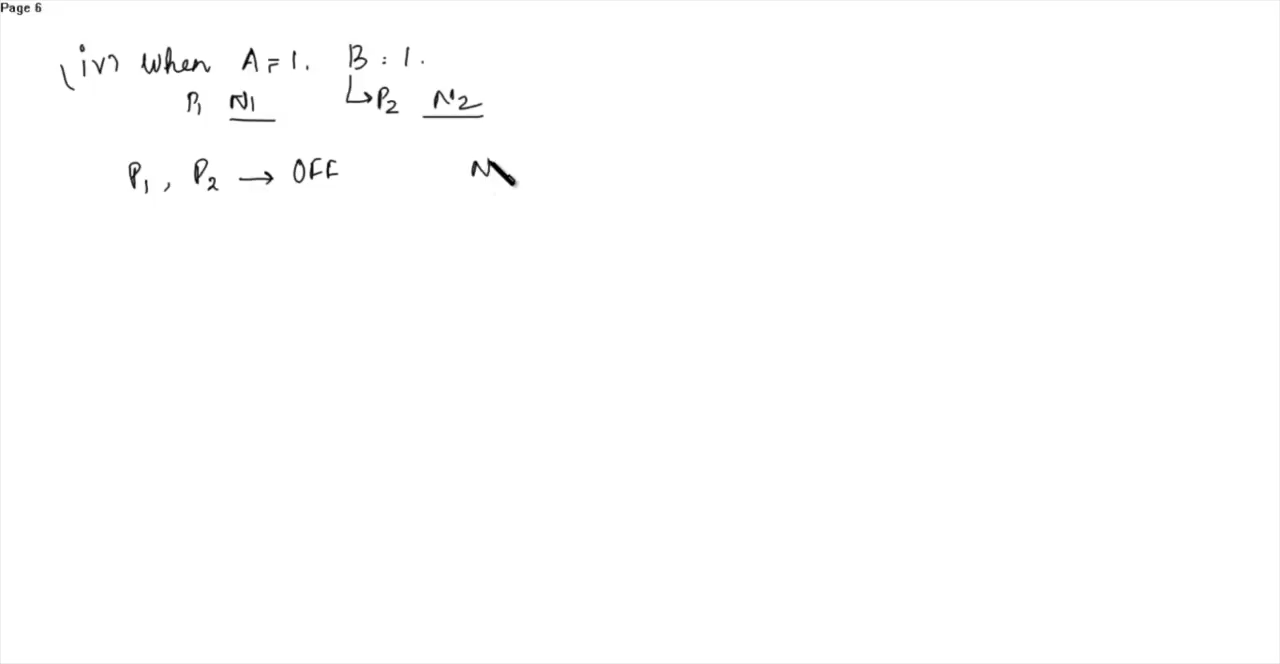 Page 6
(iv) when A = 1. B : 1.
P1 N1 ↳ P2 N2
P1, P2 → OFF N